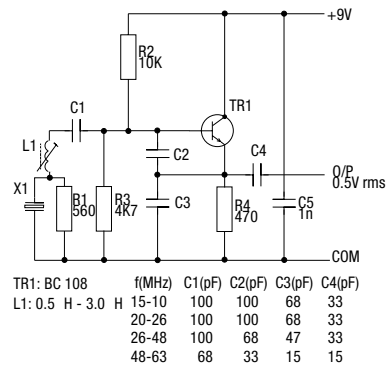 +9V
R2
10K
TR1
C1
L1
C2
C4
O/P
0.5V rms
X1
R1
560
R3
4K7
C3
R4
470
C5
1n
COM
TR1: BC 108
L1: 0.5 H - 3.0 H
f(MHz) C1(pF) C2(pF) C3(pF) C4(pF)
15-10 100 100 68 33
20-26 100 100 68 33
26-48 100 68 47 33
48-63 68 33 15 15